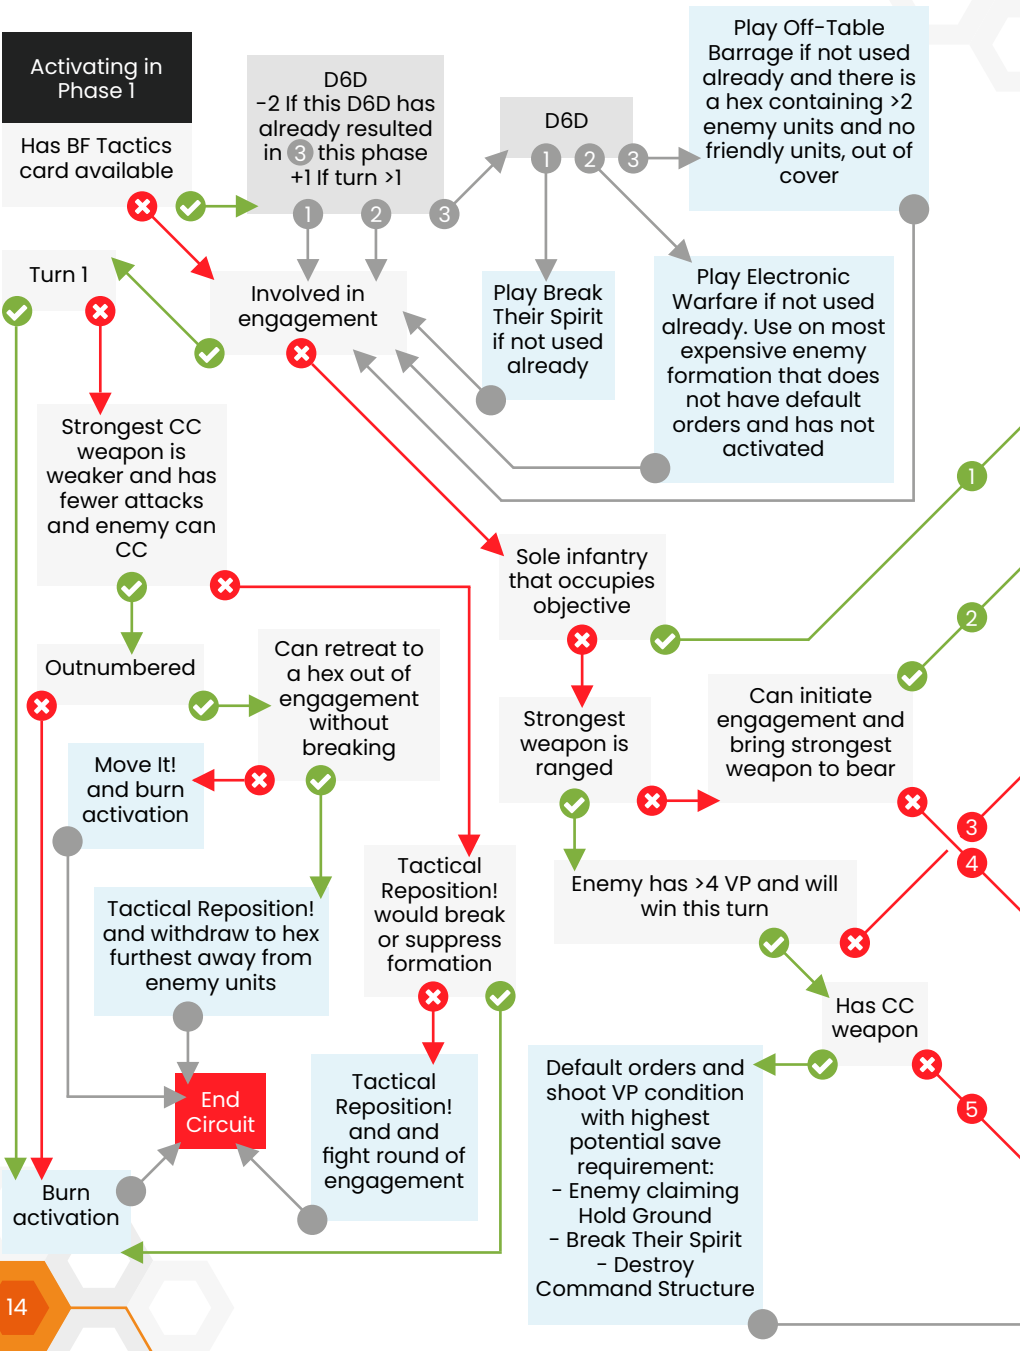 Activating in
Phase 1
Has BF Tactics
card available
D6D
-2 If this D6D has
already resulted
in 3 this phase
+1 If turn >1
1
2
3
D6D
1
2
3
Play Off-Table
Barrage if not used
already and there is
a hex containing >2
enemy units and no
friendly units, out of
cover
Turn 1
Involved in
engagement
Play Break
Their Spirit
if not used
already
Play Electronic
Warfare if not used
already. Use on most
expensive enemy
formation that does
not have default
orders and has not
activated
Strongest CC
weapon is
weaker and has
fewer attacks
and enemy can
CC
1
Sole infantry
that occupies
objective
2
Outnumbered
Can retreat to
a hex out of
engagement
without
breaking
Strongest
weapon is
ranged
Can initiate
engagement and
bring strongest
weapon to bear
Move It!
and burn
activation
3
4
Tactical
Reposition!
would break
or suppress
formation
Enemy has >4 VP and will
win this turn
Tactical Reposition!
and withdraw to hex
furthest away from
enemy units
Has CC
weapon
5
End
Circuit
Tactical
Reposition!
and and
fight round of
engagement
Default orders and
shoot VP condition
with highest
potential save
requirement:
- Enemy claiming
Hold Ground
- Break Their Spirit
- Destroy
Command Structure
Burn
activation
14